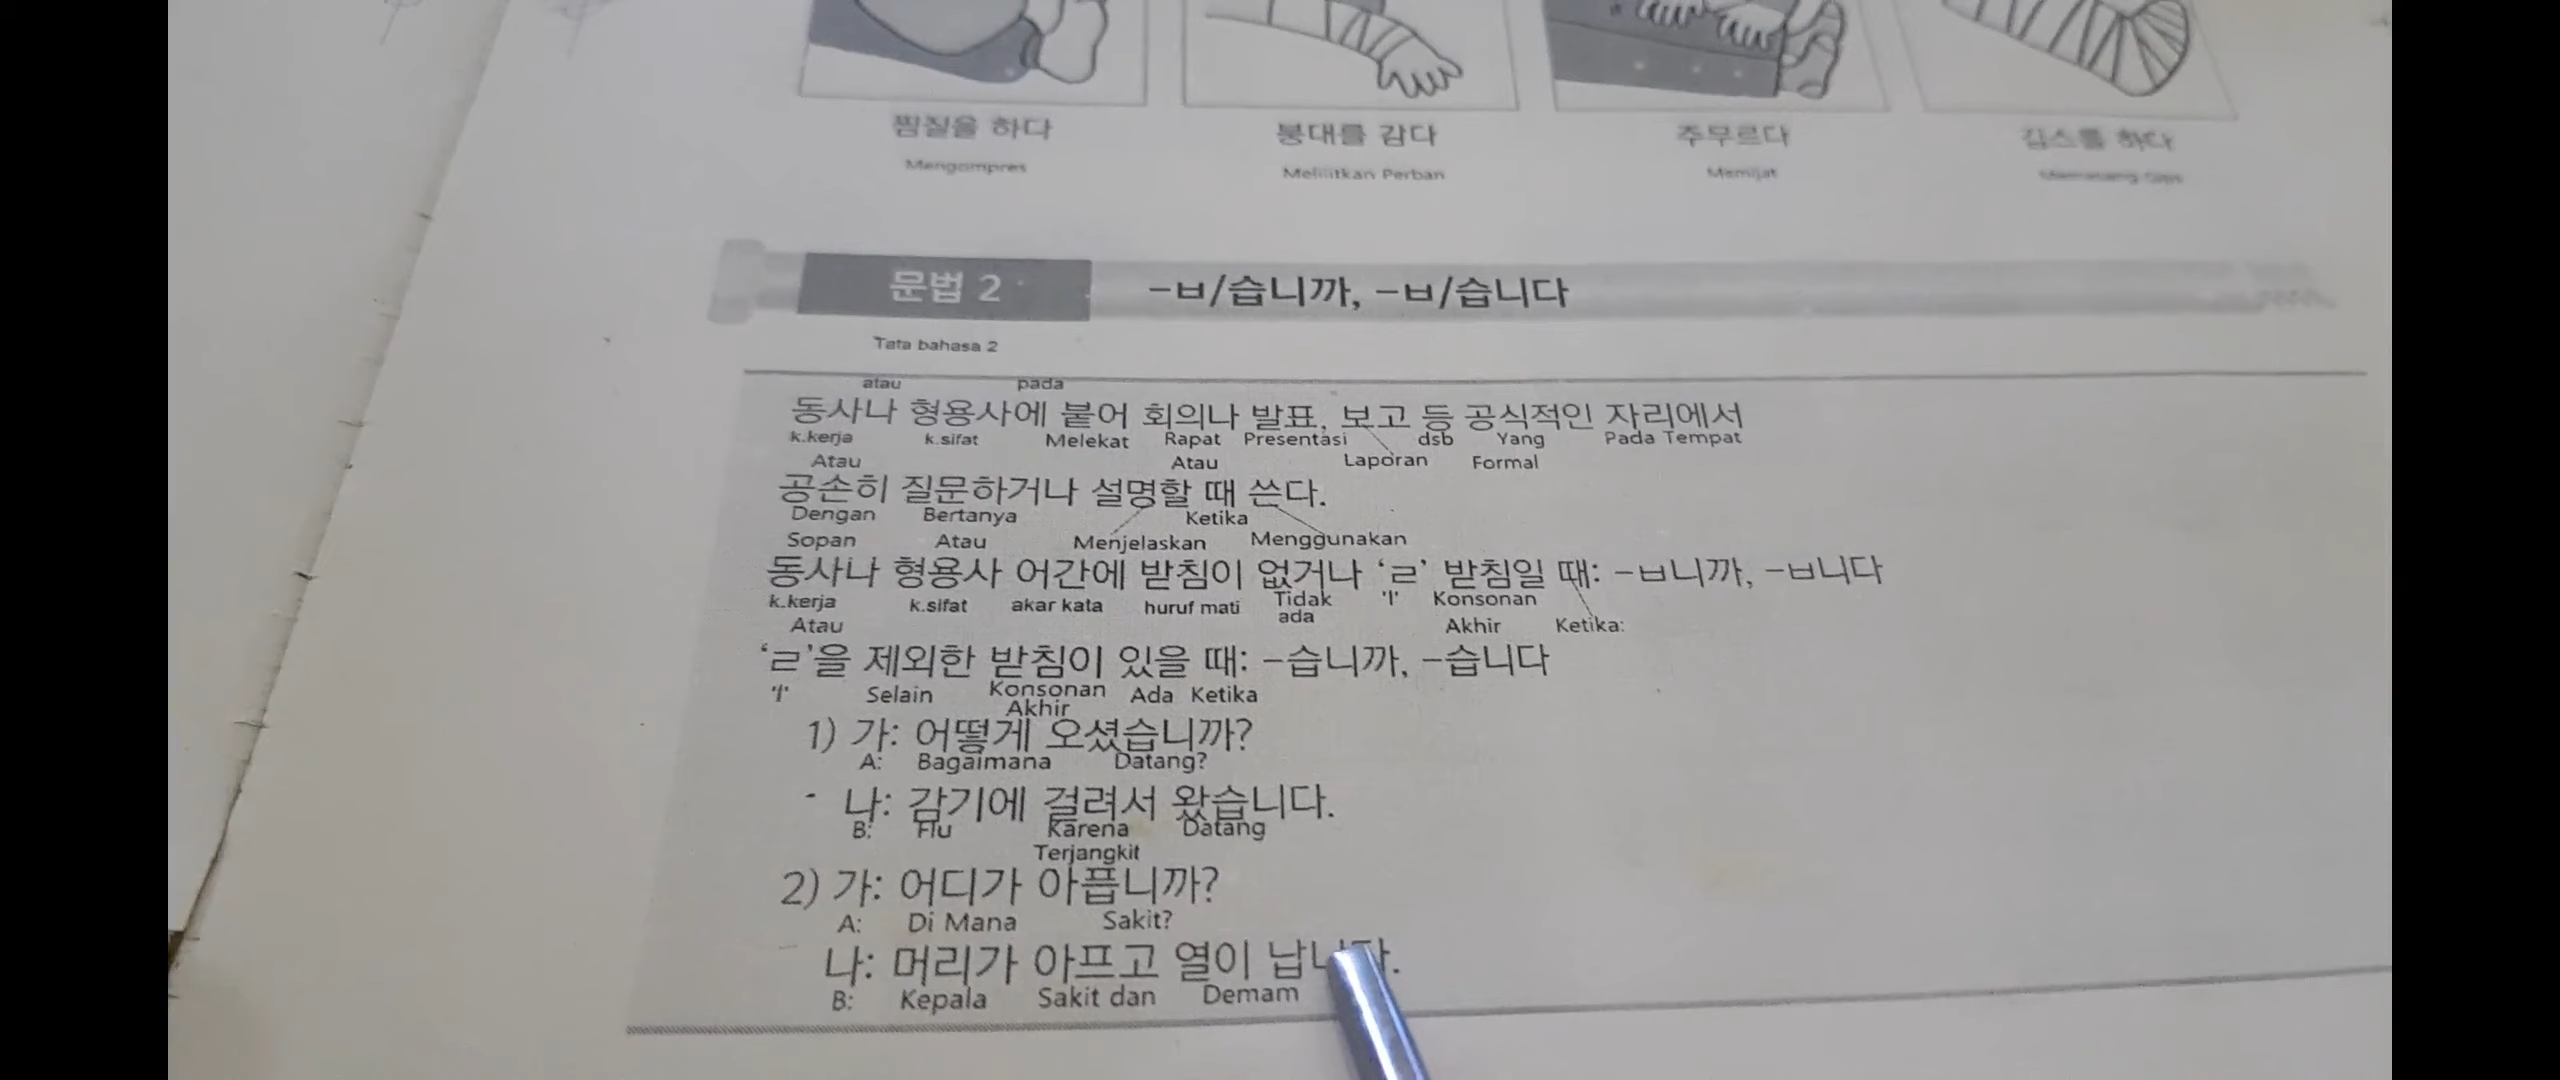 찜질을 하다 붕대를 감다 주무르다 깁스를 하다
Mengompres Melilitkan Perban Memijat
문법 2 -ㅂ/습니까, -ㅂ/습니다
Tata bahasa 2
atau pada
동사나 형용사에 붙어 회의나 발표, 보고 등 공식적인 자리에서
k.kerja k.sifat Melekat Rapat Presentasi dsb Yang Pada Tempat
Atau Atau Laporan Formal
공손히 질문하거나 설명할 때 쓴다.
Dengan Bertanya Ketika
Sopan Atau Menjelaskan Menggunakan
동사나 형용사 어간에 받침이 없거나 ‘ㄹ’ 받침일 때: -ㅂ니까, -ㅂ니다
k.kerja k.sifat akar kata huruf mati Tidak 'l' Konsonan
ada
Atau Akhir Ketika:
‘ㄹ’을 제외한 받침이 있을 때: -습니까, -습니다
'l' Selain Konsonan Ada Ketika
Akhir
1) 가: 어떻게 오셨습니까?
A: Bagaimana Datang?
나: 감기에 걸려서 왔습니다.
B: Flu Karena Datang
Terjangkit
2) 가: 어디가 아픕니까?
A: Di Mana Sakit?
나: 머리가 아프고 열이 납니다.
B: Kepala Sakit dan Demam